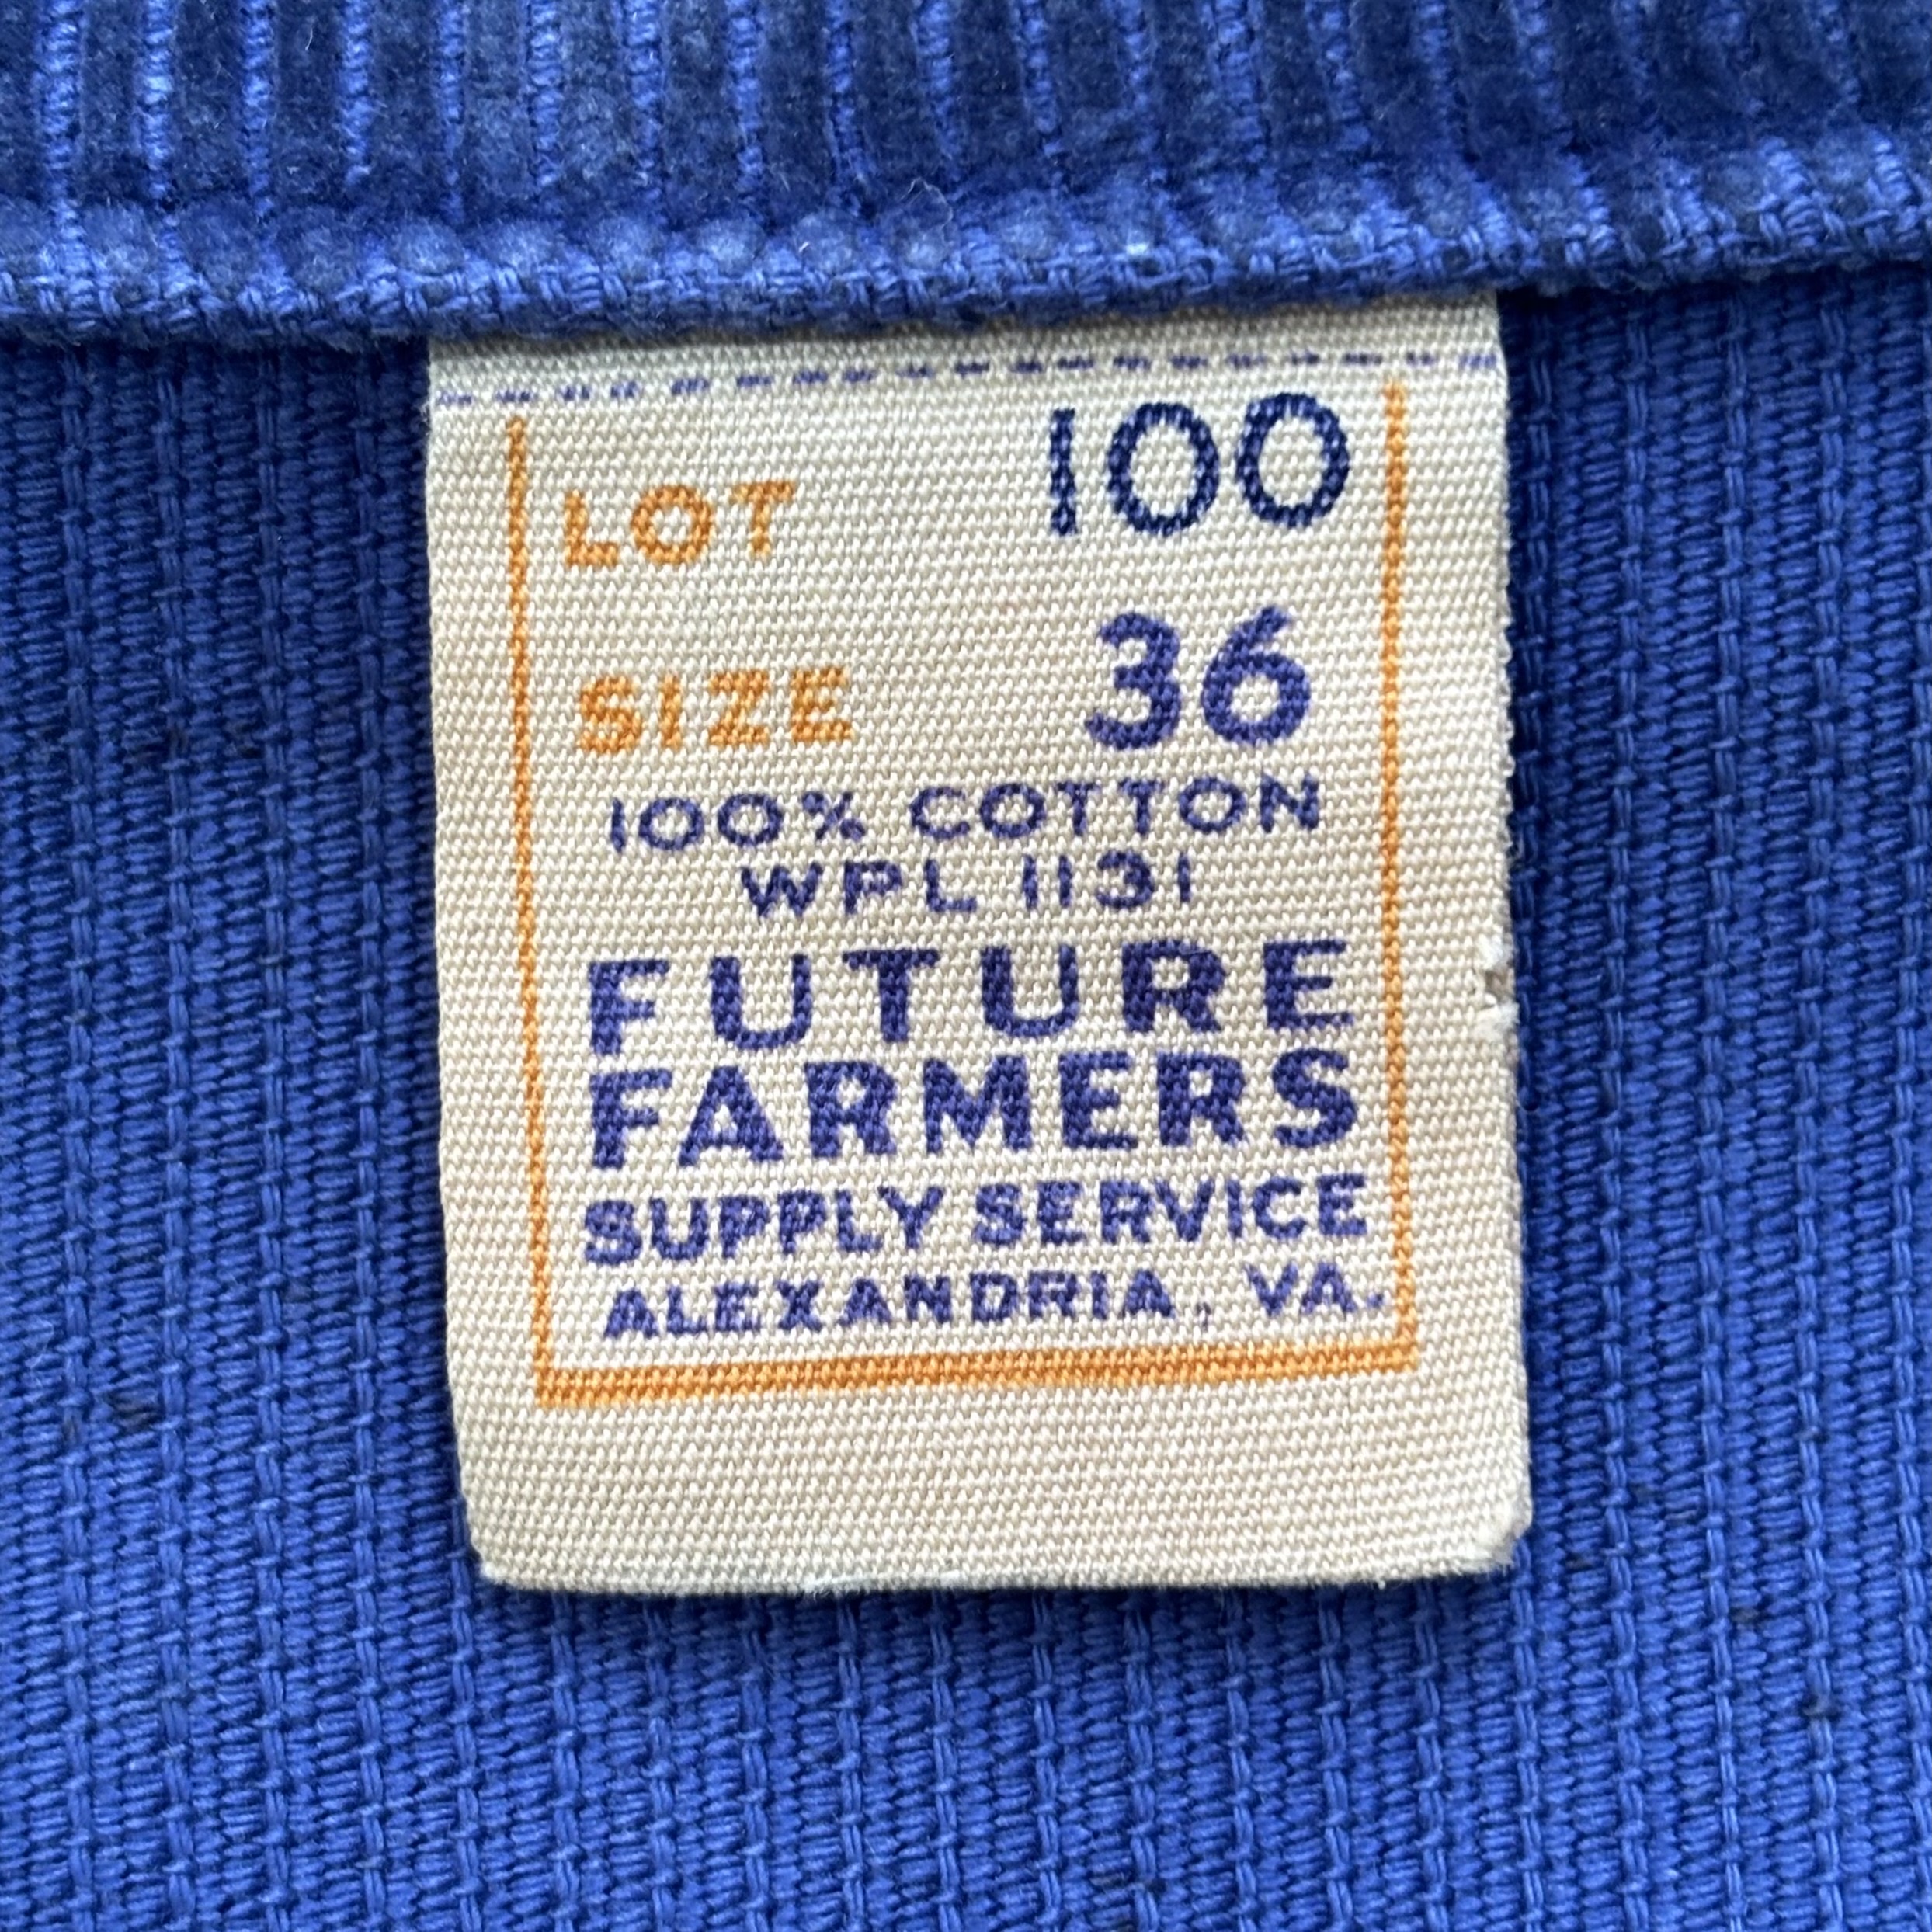 LOT 100
SIZE 36
100% COTTON
WPL 1131
FUTURE
FARMERS
SUPPLY SERVICE
ALEXANDRIA, VA.